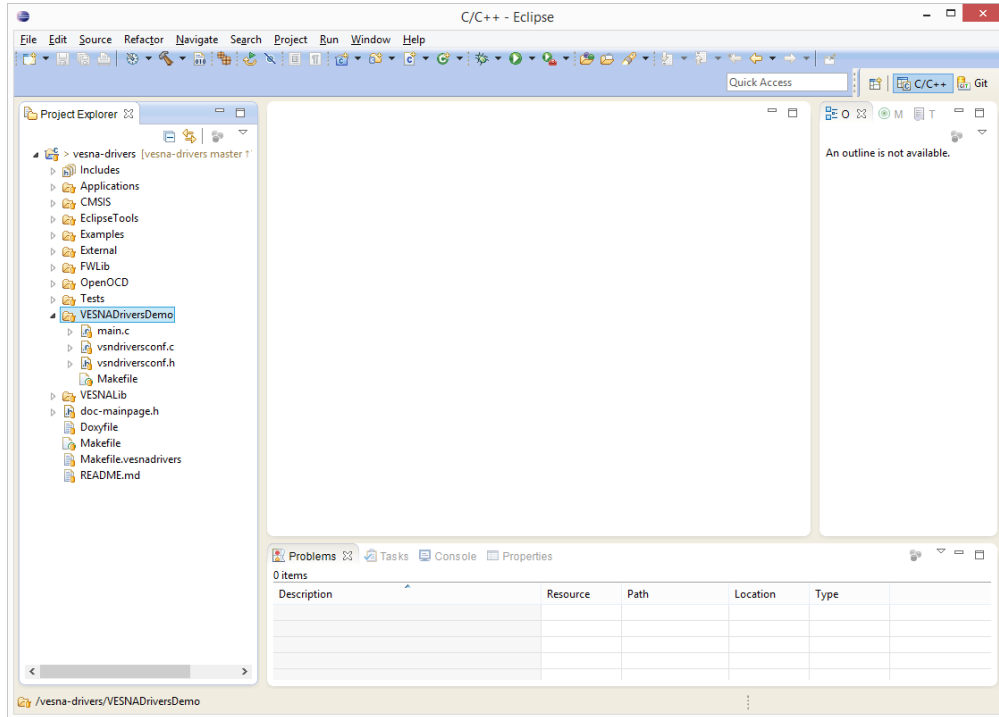 C/C++ - Eclipse
File Edit Source Refactor Navigate Search Project Run Window Help
Quick Access
C/C++ Git
Project Explorer
> vesna-drivers [vesna-drivers master ↑
Includes
Applications
CMSIS
EclipseTools
Examples
External
FWLib
OpenOCD
Tests
VESNADriversDemo
main.c
vsndriversconf.c
vsndriversconf.h
Makefile
VESNALib
doc-mainpage.h
Doxyfile
Makefile
Makefile.vesnadrivers
README.md
O M T
An outline is not available.
Problems Tasks Console Properties
0 items
Description Resource Path Location Type
/vesna-drivers/VESNADriversDemo